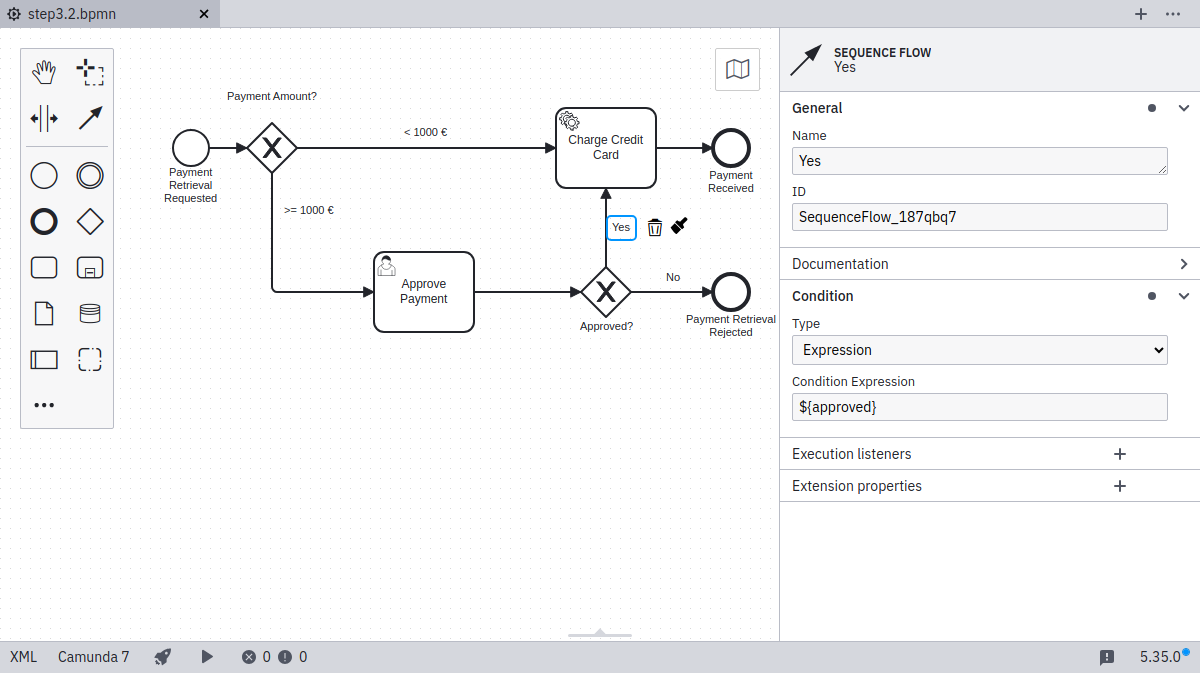 step3.2.bpmn
SEQUENCE FLOW
Yes
General
Name
Yes
ID
SequenceFlow_187qbq7
Documentation
Condition
Type
Expression
Condition Expression
${approved}
Execution listeners
Extension properties
Payment Amount?
< 1000 €
Charge Credit
Card
Payment
Retrieval
Requested
Payment
Received
>= 1000 €
Yes
Approve
Payment
No
Approved?
Payment Retrieval
Rejected
XML
Camunda 7
0
0
5.35.0